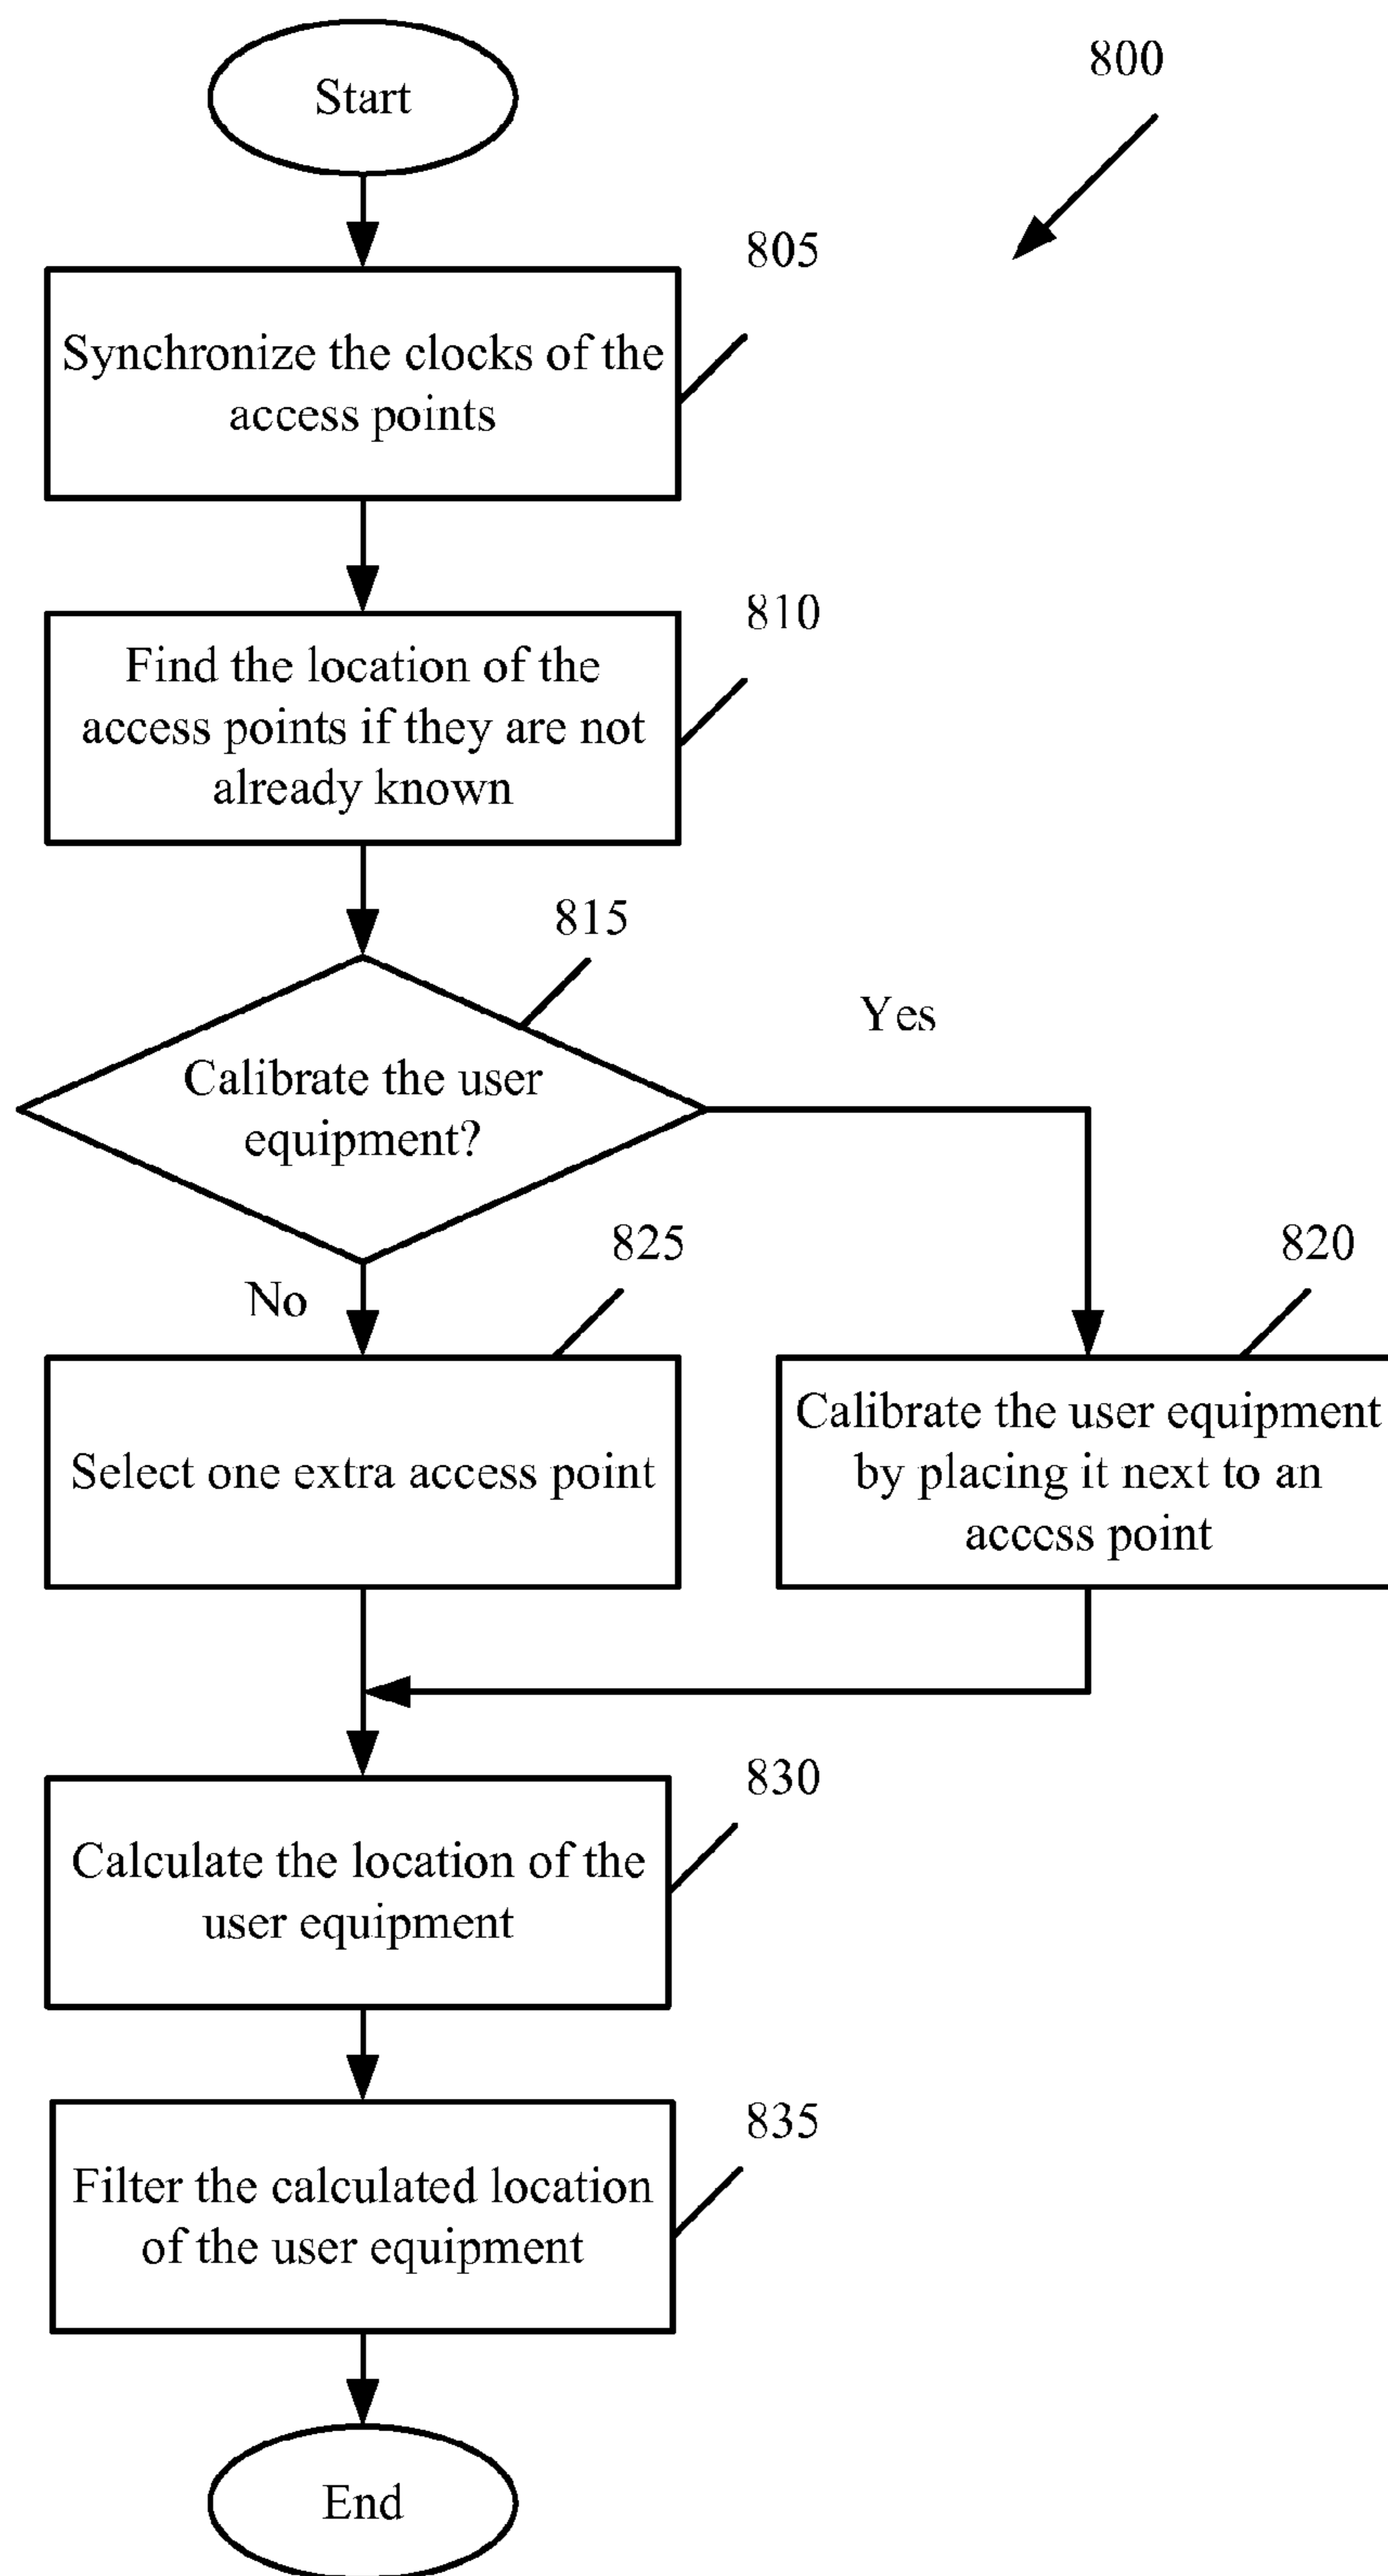 Start
800
805
Synchronize the clocks of the
access points
810
Find the location of the
access points if they are not
already known
815
Calibrate the user
equipment?
Yes
No
825
820
Select one extra access point
Calibrate the user equipment
by placing it next to an
access point
830
Calculate the location of the
user equipment
835
Filter the calculated location
of the user equipment
End